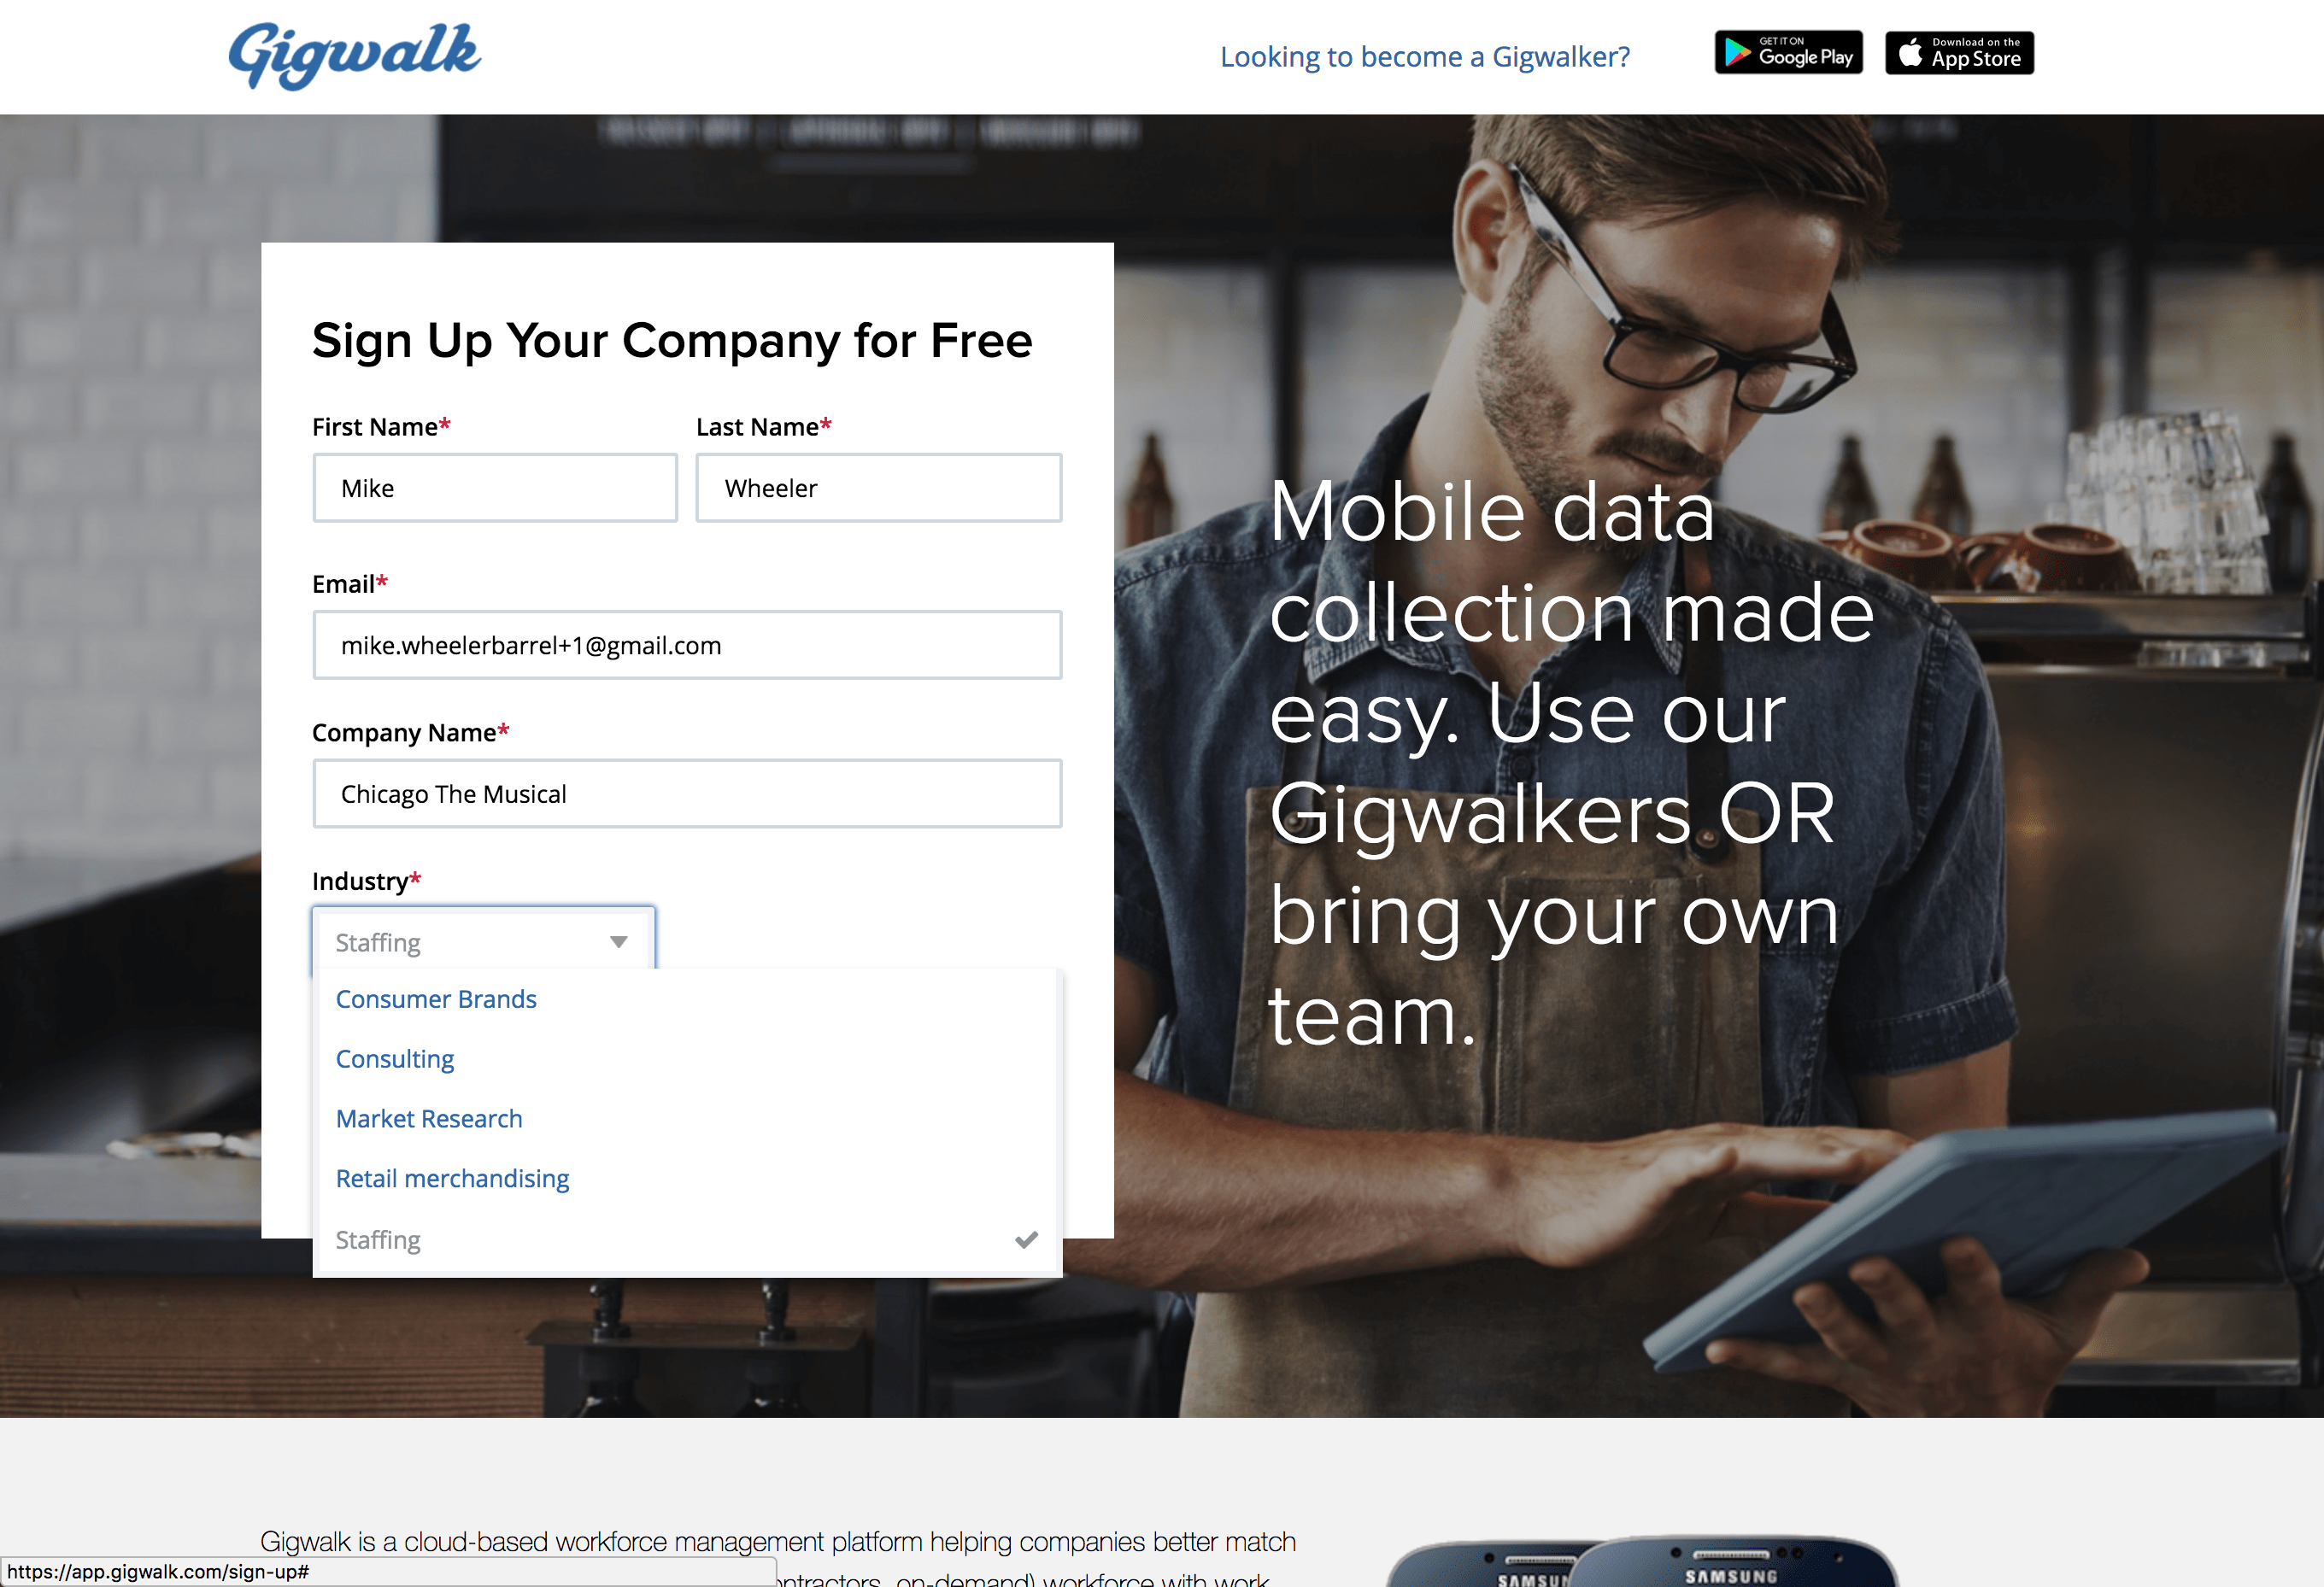 Gigwalk
Looking to become a Gigwalker?
GET IT ON
Google Play
Download on the
App Store
Sign Up Your Company for Free
First Name*
Last Name*
Mike
Wheeler
Email*
mike.wheelerbarrel+1@gmail.com
Company Name*
Chicago The Musical
Industry*
Staffing
Consumer Brands
Consulting
Market Research
Retail merchandising
Staffing
Mobile data
collection made
easy. Use our
Gigwalkers OR
bring your own
team.
Gigwalk is a cloud-based workforce management platform helping companies better match
on-demand) workforce with work
https://app.gigwalk.com/sign-up#
SAMSUNG